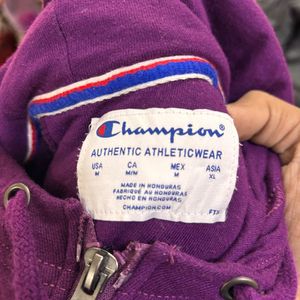 Champion
AUTHENTIC ATHLETICWEAR
USA CA MEX ASIA
M M/M M XL
MADE IN HONDURAS
FABRIQUÉ AU HONDURAS
HECHO EN HONDURAS
CHAMPION.COM